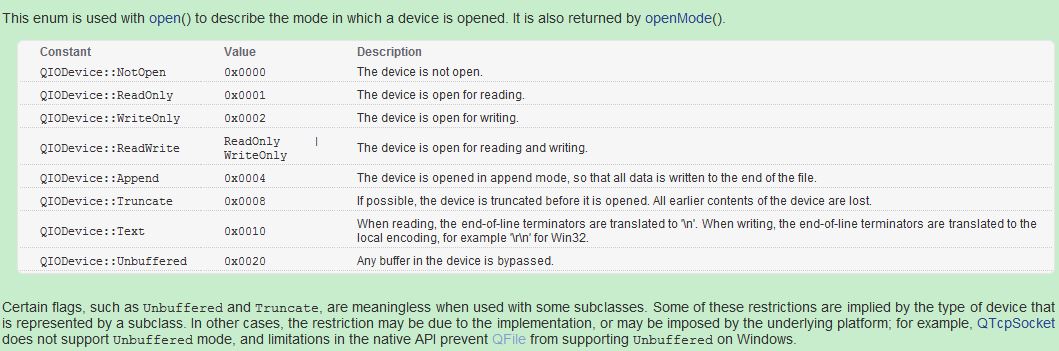 This enum is used with open() to describe the mode in which a device is opened. It is also returned by openMode().
Constant Value Description
QIODevice::NotOpen 0x0000 The device is not open.
QIODevice::ReadOnly 0x0001 The device is open for reading.
QIODevice::WriteOnly 0x0002 The device is open for writing.
QIODevice::ReadWrite ReadOnly | WriteOnly The device is open for reading and writing.
QIODevice::Append 0x0004 The device is opened in append mode, so that all data is written to the end of the file.
QIODevice::Truncate 0x0008 If possible, the device is truncated before it is opened. All earlier contents of the device are lost.
QIODevice::Text 0x0010 When reading, the end-of-line terminators are translated to '\n'. When writing, the end-of-line terminators are translated to the
local encoding, for example '\r\n' for Win32.
QIODevice::Unbuffered 0x0020 Any buffer in the device is bypassed.
Certain flags, such as Unbuffered and Truncate, are meaningless when used with some subclasses. Some of these restrictions are implied by the type of device that
is represented by a subclass. In other cases, the restriction may be due to the implementation, or may be imposed by the underlying platform; for example, QTcpSocket
does not support Unbuffered mode, and limitations in the native API prevent QFile from supporting Unbuffered on Windows.